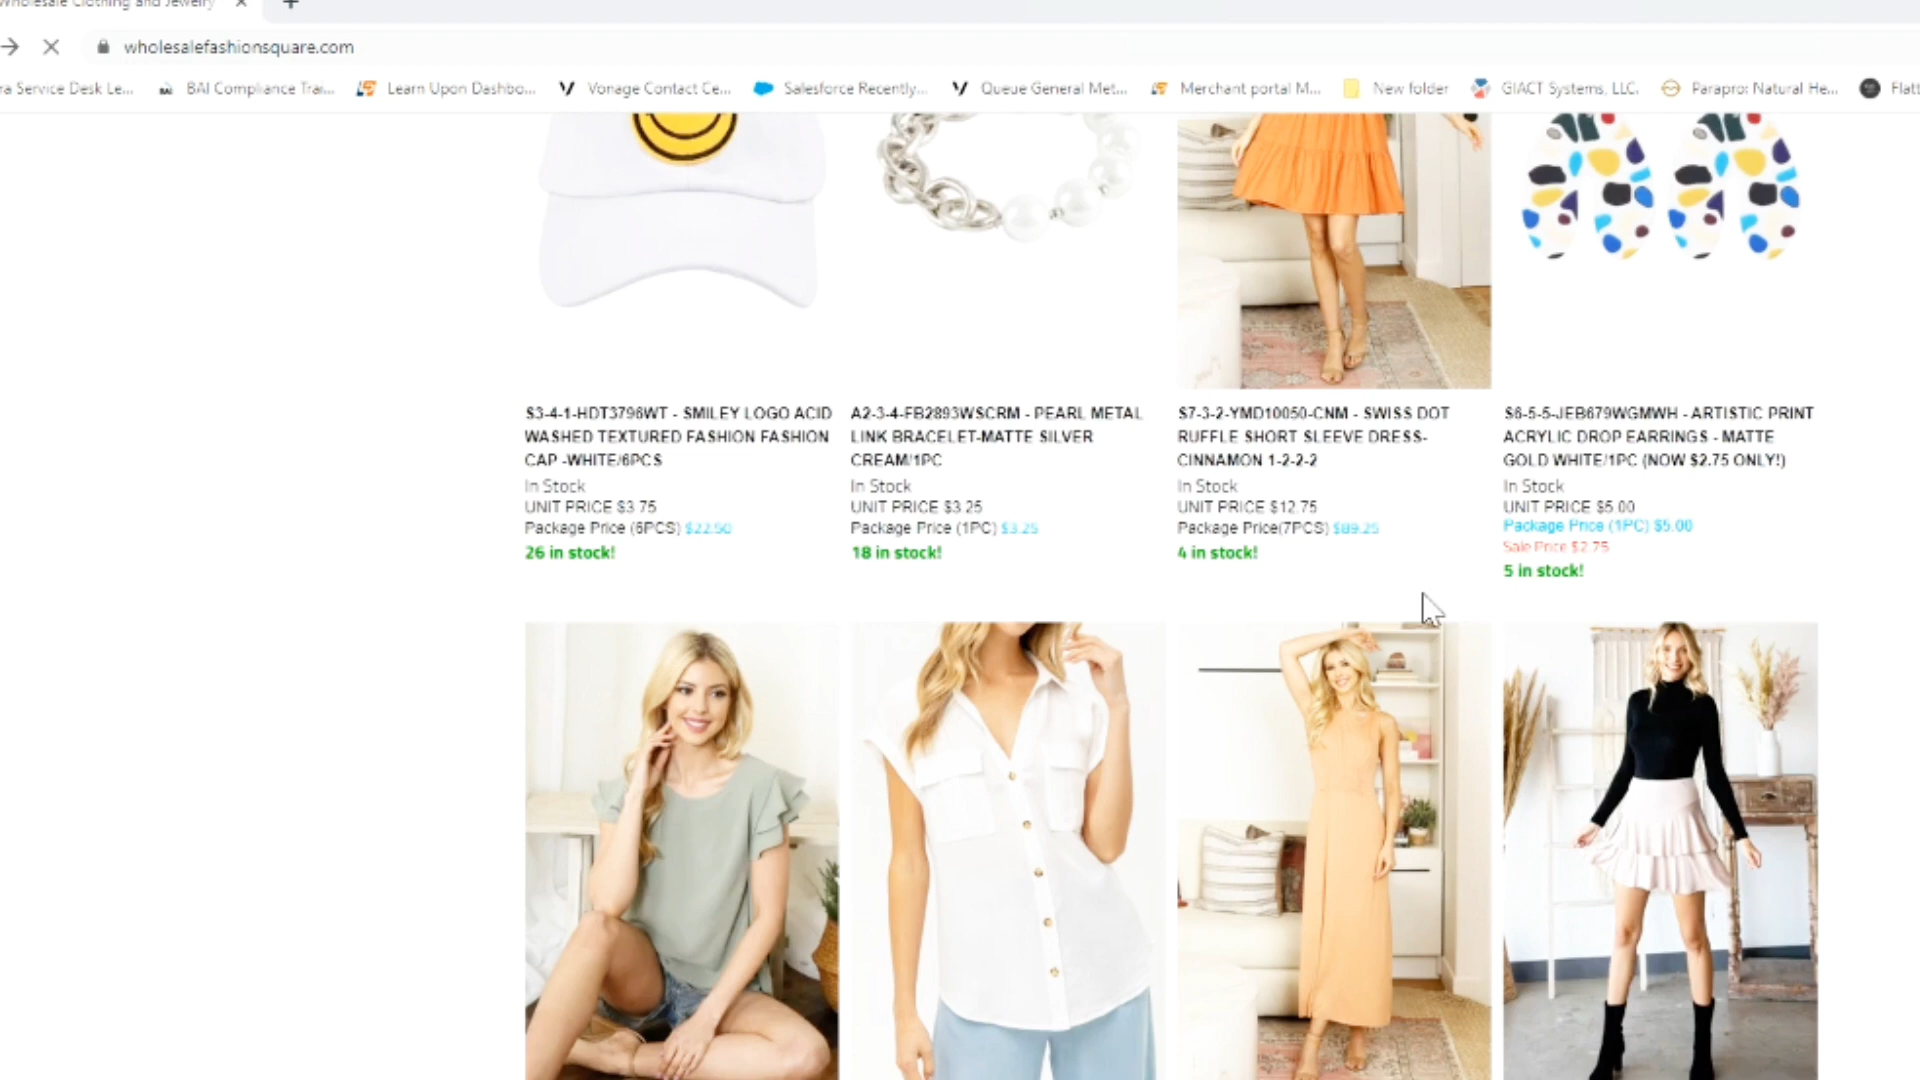 Wholesale Clothing and Jewelry
wholesalefashionsquare.com
ra Service Desk Le... BAI Compliance Trai... Learn Upon Dashbo... Vonage Contact Ce... Salesforce Recently... Queue General Met... Merchant portal M... New folder GIACT Systems, LLC. Parapro: Natural He... Flatt
S3-4-1-HDT3796WT - SMILEY LOGO ACID
WASHED TEXTURED FASHION FASHION
CAP -WHITE/6PCS
In Stock
UNIT PRICE $3.75
Package Price (6PCS) $22.50
26 in stock!
A2-3-4-FB2893WSCRM - PEARL METAL
LINK BRACELET-MATTE SILVER
CREAM/1PC
In Stock
UNIT PRICE $3.25
Package Price (1PC) $3.25
18 in stock!
S7-3-2-YMD10050-CNM - SWISS DOT
RUFFLE SHORT SLEEVE DRESS-
CINNAMON 1-2-2-2
In Stock
UNIT PRICE $12.75
Package Price(7PCS) $89.25
4 in stock!
S6-5-5-JEB679WGMWH - ARTISTIC PRINT
ACRYLIC DROP EARRINGS - MATTE
GOLD WHITE/1PC (NOW $2.75 ONLY!)
In Stock
UNIT PRICE $5.00
Package Price (1PC) $5.00
Sale Price $2.75
5 in stock!